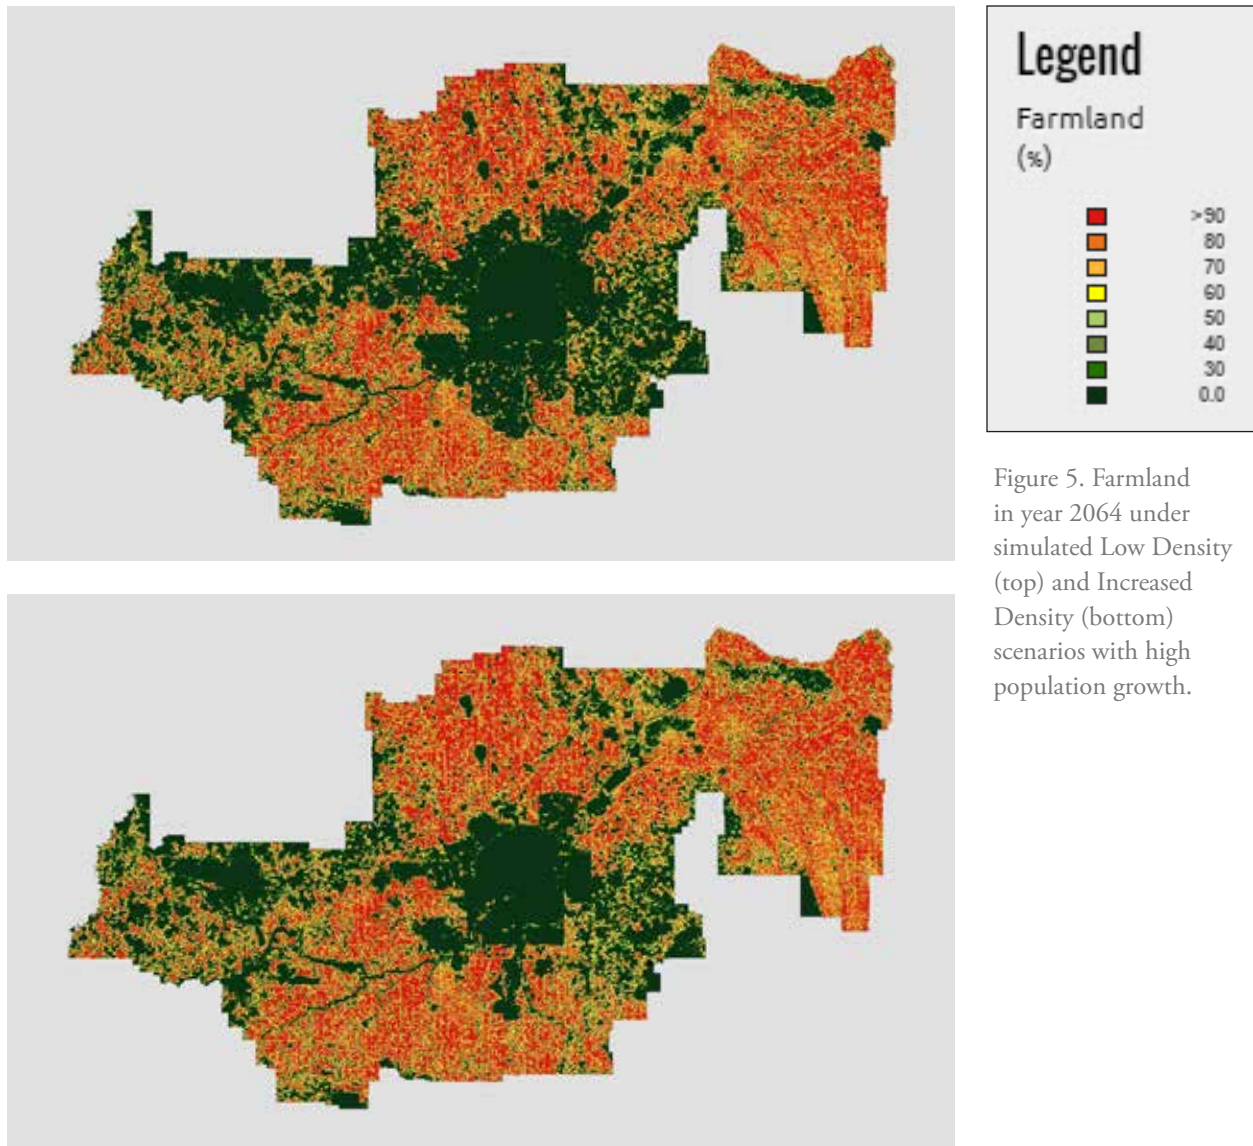 Legend
Farmland
(%)
>90
80
70
60
50
40
30
0.0
Figure 5. Farmland
in year 2064 under
simulated Low Density
(top) and Increased
Density (bottom)
scenarios with high
population growth.